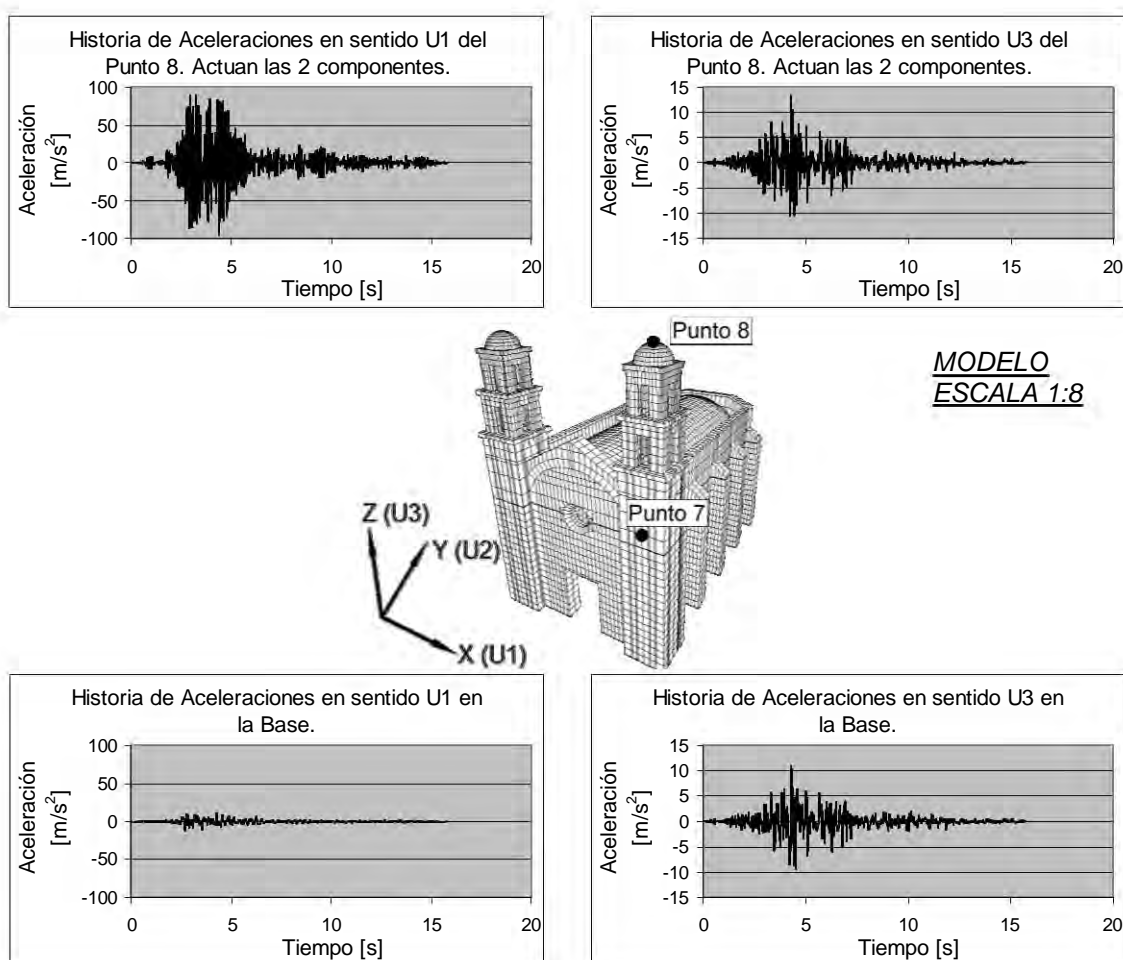 Historia de Aceleraciones en sentido U1 del
Punto 8. Actuan las 2 componentes.
Aceleración
[m/s²]
100
50
0
-50
-100
0 5 10 15 20
Tiempo [s]
Historia de Aceleraciones en sentido U3 del
Punto 8. Actuan las 2 componentes.
Aceleración
[m/s²]
15
10
5
0
-5
-10
-15
0 5 10 15 20
Tiempo [s]
Punto 8
MODELO
ESCALA 1:8
Punto 7
Z (U3)
Y (U2)
X (U1)
Historia de Aceleraciones en sentido U1 en
la Base.
Aceleración
[m/s²]
100
50
0
-50
-100
0 5 10 15 20
Tiempo [s]
Historia de Aceleraciones en sentido U3 en
la Base.
Aceleración
[m/s²]
15
10
5
0
-5
-10
-15
0 5 10 15 20
Tiempo [s]